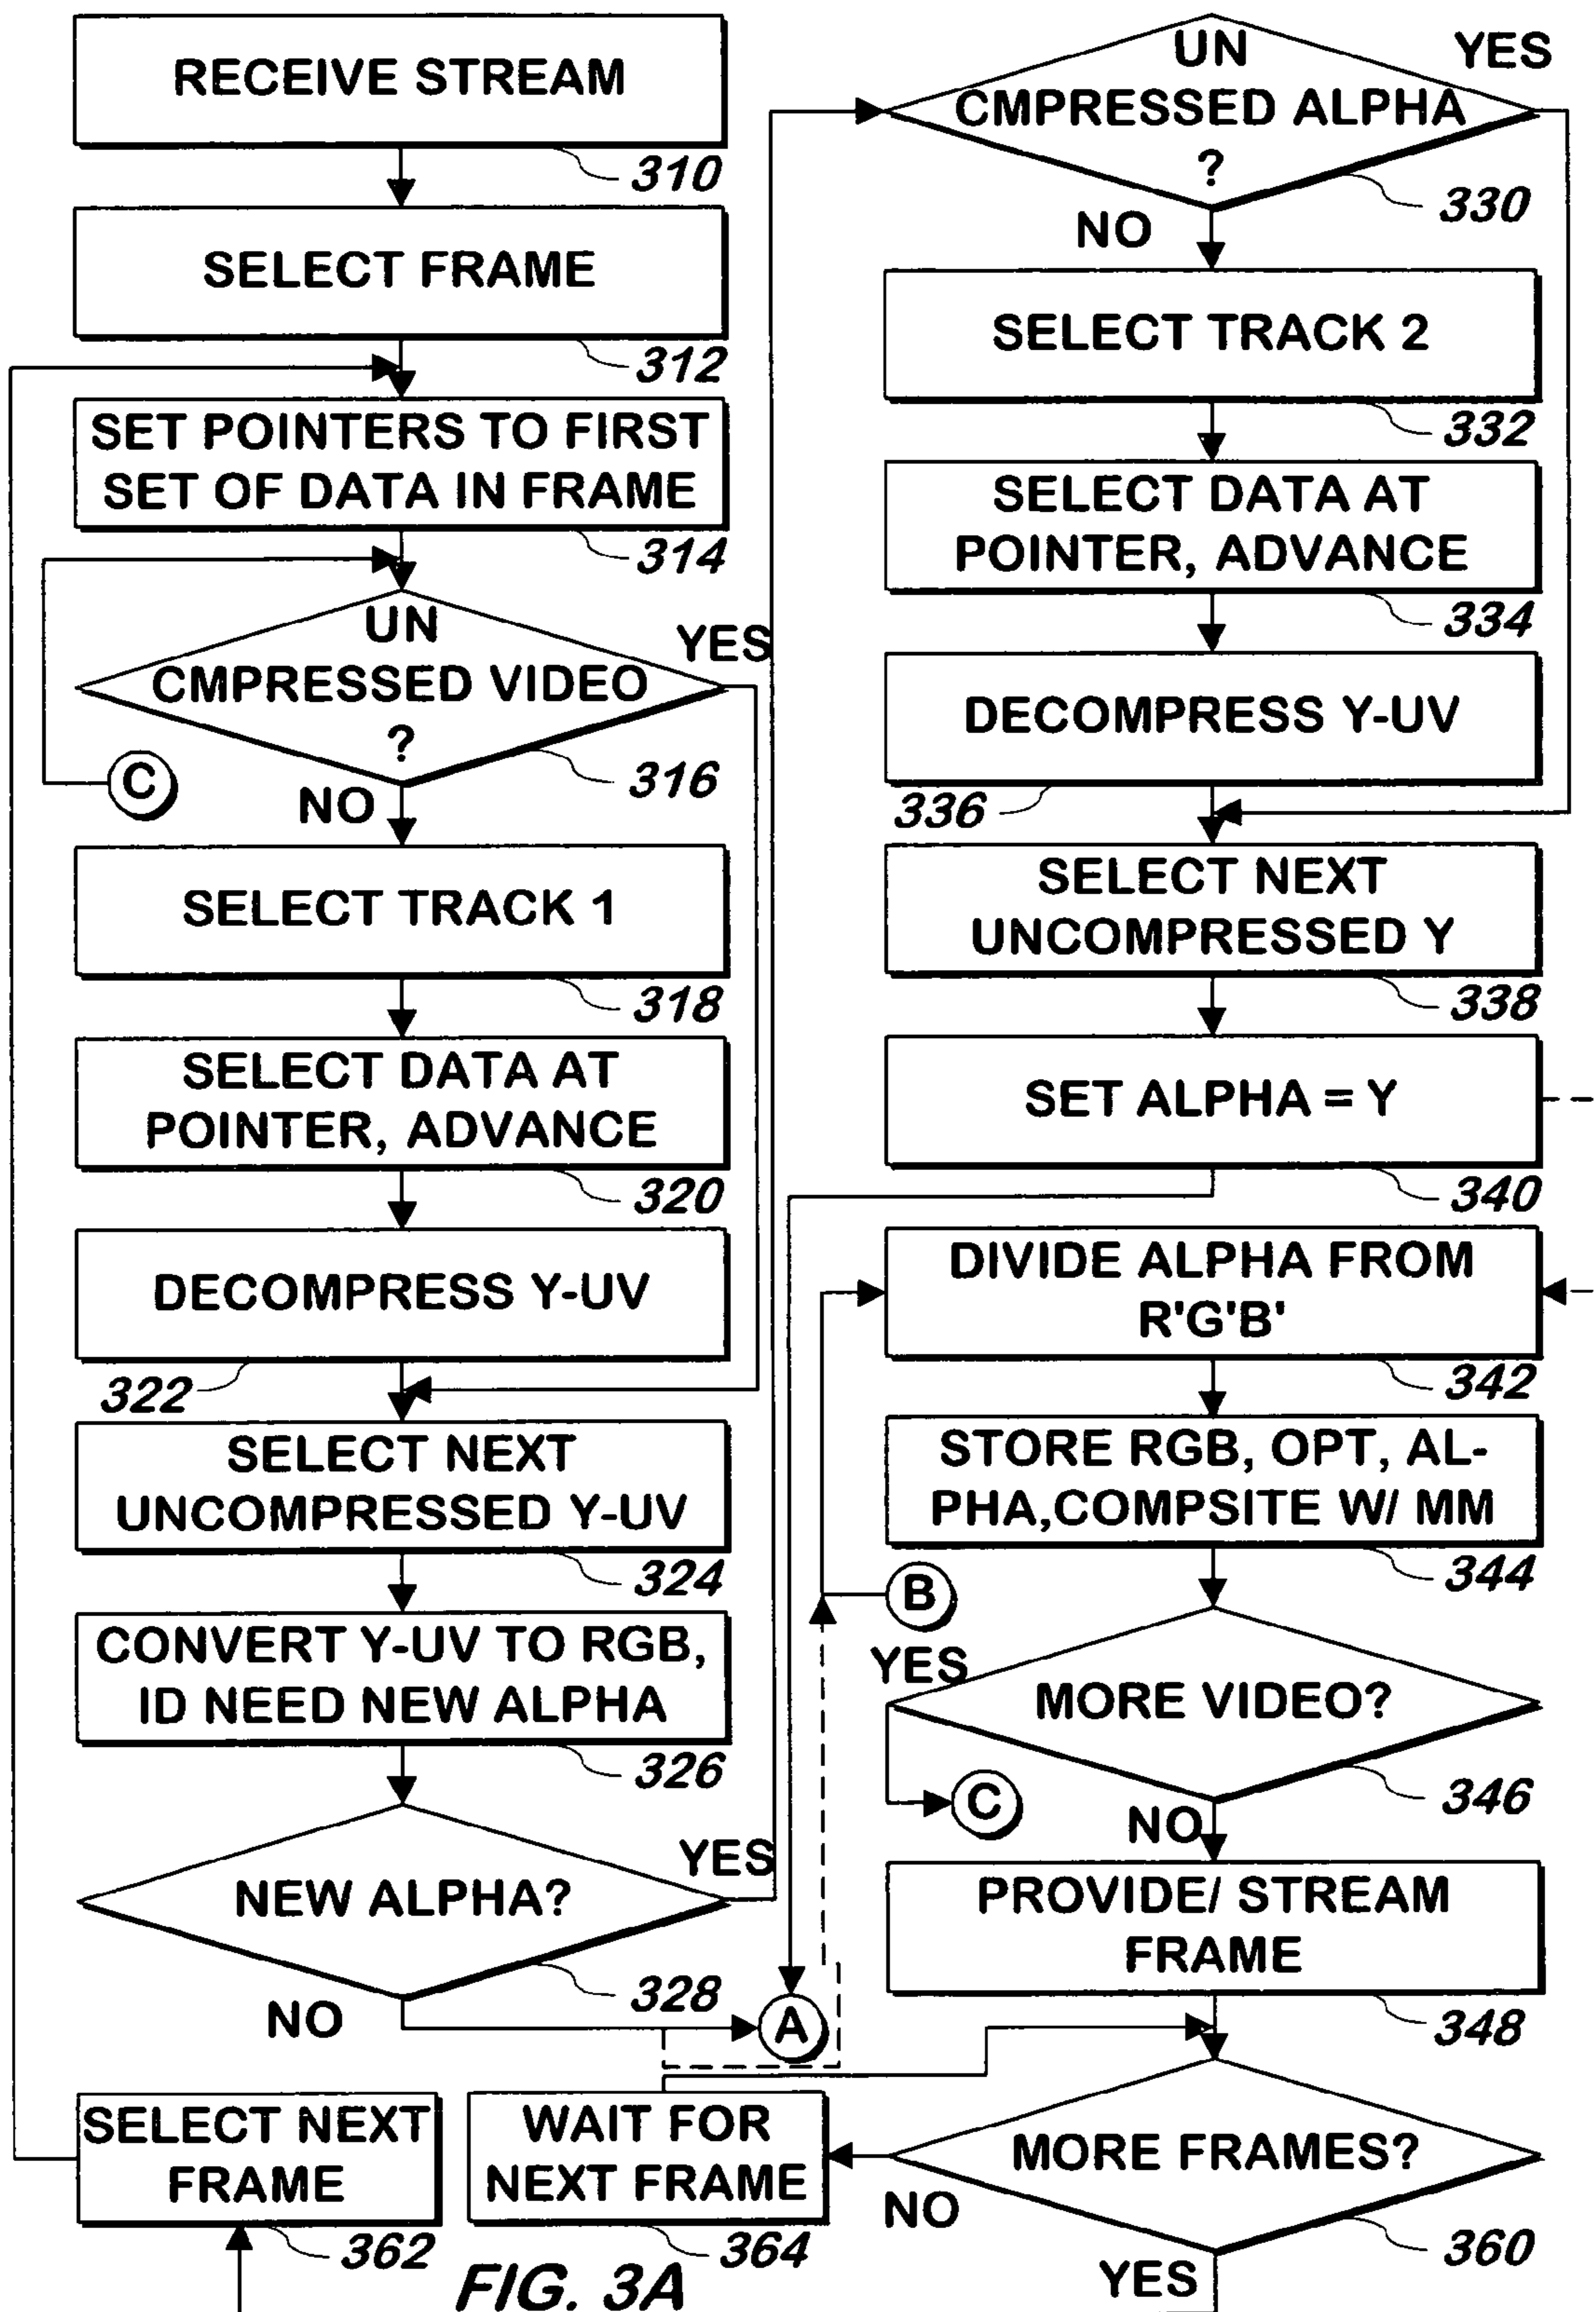 RECEIVE STREAM
310
SELECT FRAME
312
SET POINTERS TO FIRST
SET OF DATA IN FRAME
314
UN
CMPRESSED VIDEO
?
YES
316
C
NO
SELECT TRACK 1
318
SELECT DATA AT
POINTER, ADVANCE
320
DECOMPRESS Y-UV
322
SELECT NEXT
UNCOMPRESSED Y-UV
324
CONVERT Y-UV TO RGB,
ID NEED NEW ALPHA
326
NEW ALPHA?
YES
328
NO
A
SELECT NEXT
FRAME
362
WAIT FOR
NEXT FRAME
364
UN
CMPRESSED ALPHA
?
YES
330
NO
SELECT TRACK 2
332
SELECT DATA AT
POINTER, ADVANCE
334
DECOMPRESS Y-UV
336
SELECT NEXT
UNCOMPRESSED Y
338
SET ALPHA = Y
340
DIVIDE ALPHA FROM
R'G'B'
342
STORE RGB, OPT, AL-
PHA,COMPSITE W/ MM
344
B
YES
MORE VIDEO?
346
C
NO
PROVIDE/ STREAM
FRAME
348
MORE FRAMES?
NO
360
YES
FIG. 3A